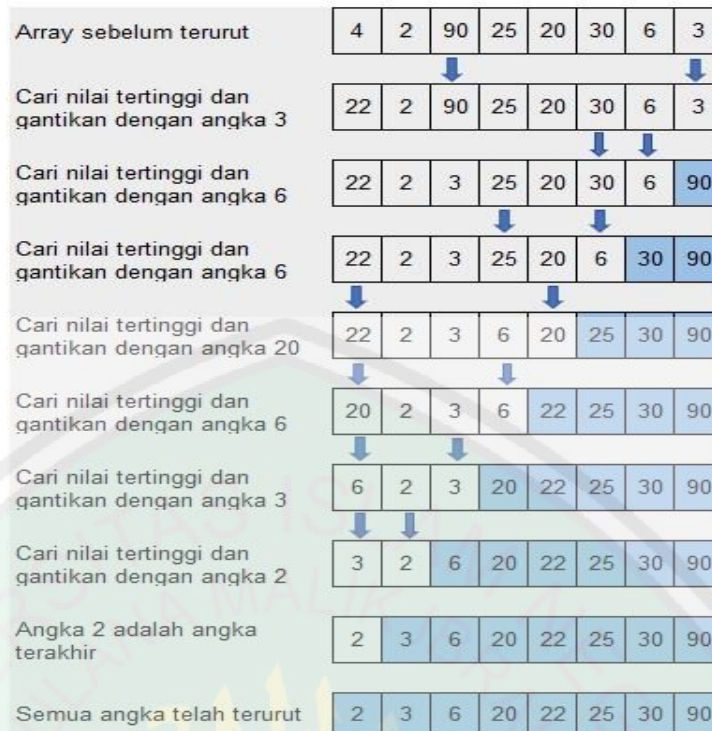 Array sebelum terurut 4 2 90 25 20 30 6 3
Cari nilai tertinggi dan
gantikan dengan angka 3 22 2 90 25 20 30 6 3
Cari nilai tertinggi dan
gantikan dengan angka 6 22 2 3 25 20 30 6 90
Cari nilai tertinggi dan
gantikan dengan angka 6 22 2 3 25 20 6 30 90
Cari nilai tertinggi dan
gantikan dengan angka 20 22 2 3 6 20 25 30 90
Cari nilai tertinggi dan
gantikan dengan angka 6 20 2 3 6 22 25 30 90
Cari nilai tertinggi dan
gantikan dengan angka 3 6 2 3 20 22 25 30 90
Cari nilai tertinggi dan
gantikan dengan angka 2 3 2 6 20 22 25 30 90
Angka 2 adalah angka
terakhir 2 3 6 20 22 25 30 90
Semua angka telah terurut 2 3 6 20 22 25 30 90